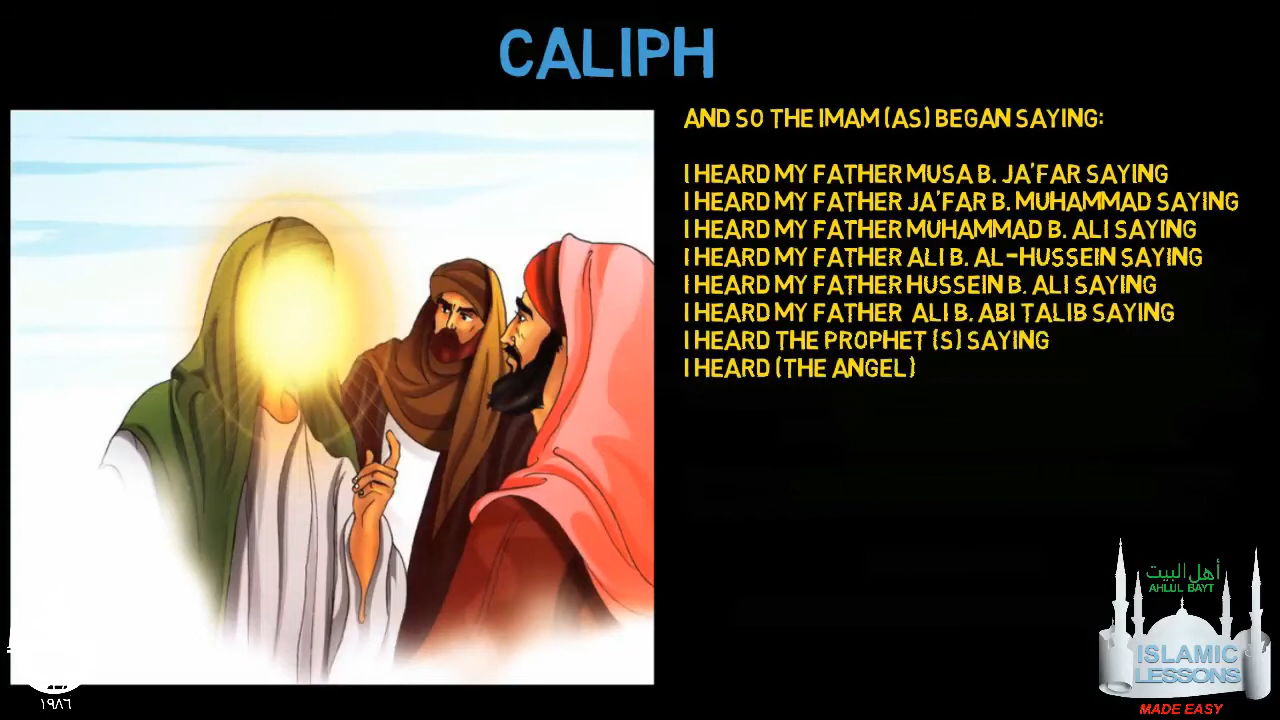 CALIPH
AND SO THE IMAM (AS) BEGAN SAYING:
I HEARD MY FATHER MUSA B. JA'FAR SAYING
I HEARD MY FATHER JA'FAR B. MUHAMMAD SAYING
I HEARD MY FATHER MUHAMMAD B. ALI SAYING
I HEARD MY FATHER ALI B. AL-HUSSEIN SAYING
I HEARD MY FATHER HUSSEIN B. ALI SAYING
I HEARD MY FATHER ALI B. ABI TALIB SAYING
I HEARD THE PROPHET (S) SAYING
I HEARD (THE ANGEL)
أهل البيت
AHLUL BAYT
ISLAMIC
LESSONS
MADE EASY
١٩٨٦